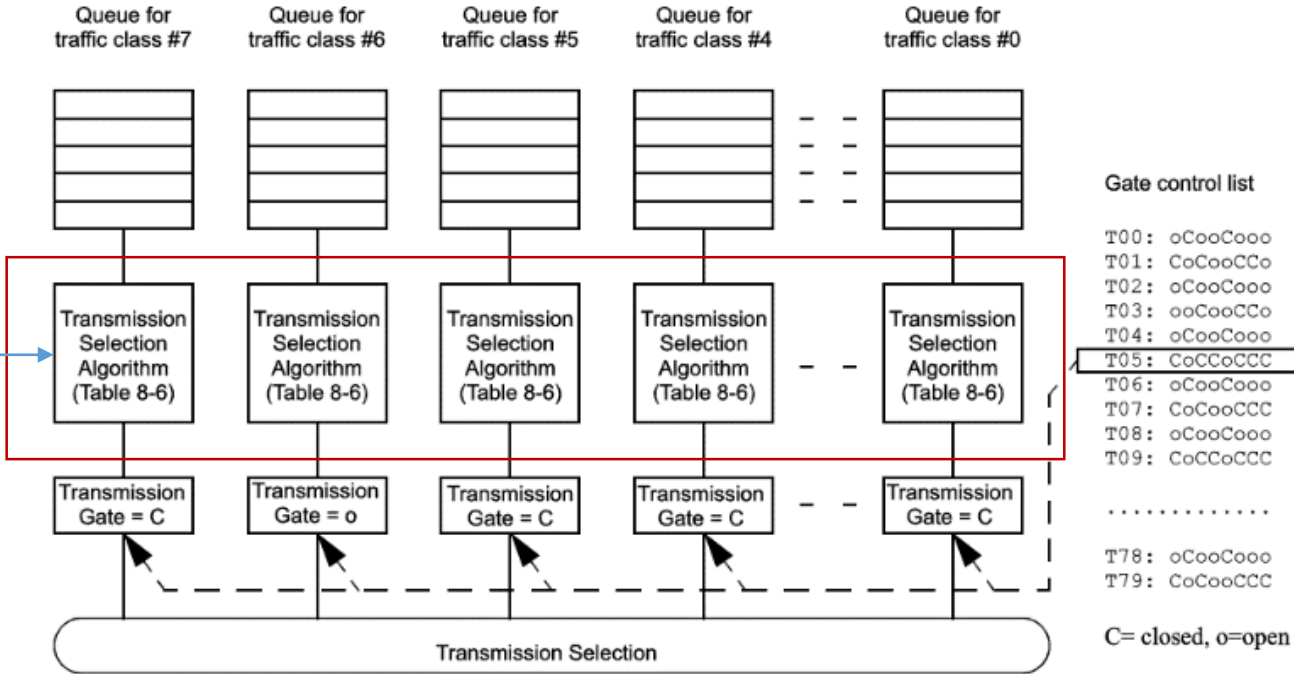 Queue for
traffic class #7
Queue for
traffic class #6
Queue for
traffic class #5
Queue for
traffic class #4
Queue for
traffic class #0
Transmission
Selection
Algorithm
(Table 8-6)
Transmission
Selection
Algorithm
(Table 8-6)
Transmission
Selection
Algorithm
(Table 8-6)
Transmission
Selection
Algorithm
(Table 8-6)
Transmission
Selection
Algorithm
(Table 8-6)
Transmission
Gate = C
Transmission
Gate = o
Transmission
Gate = C
Transmission
Gate = C
Transmission
Gate = C
Transmission Selection
Gate control list
T00: oCooCooo
T01: CoCooCCo
T02: oCooCooo
T03: ooCooCCo
T04: oCooCooo
T05: CoCCoCCC
T06: oCooCooo
T07: CoCooCCC
T08: oCooCooo
T09: CoCCoCCC
. . . . . . . . . . . . .
T78: oCooCooo
T79: CoCooCCC
C= closed, o=open